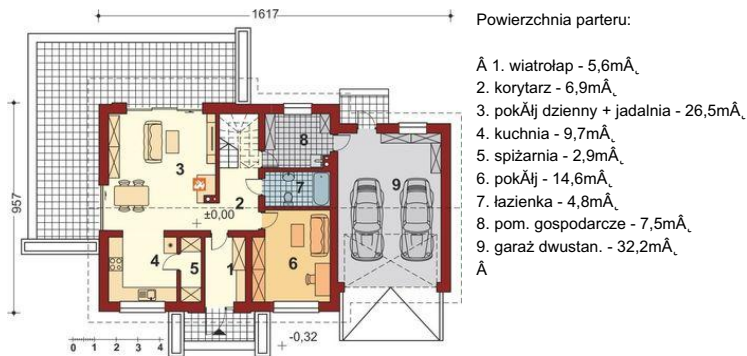 1617
957
Powierzchnia parteru:
Â 1. wiatrołap - 5,6mÂ˛
2. korytarz - 6,9mÂ˛
3. pokĂłj dzienny + jadalnia - 26,5mÂ˛
4. kuchnia - 9,7mÂ˛
5. spiżarnia - 2,9mÂ˛
6. pokĂłj - 14,6mÂ˛
7. łazienka - 4,8mÂ˛
8. pom. gospodarcze - 7,5mÂ˛
9. garaż dwustan. - 32,2mÂ˛
Â
8
3
7
9
2
±0,00
4
5
1
6
-0,32
0 1 2 3 4